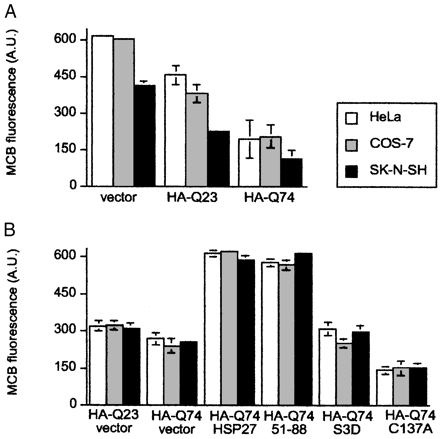 A
MCB fluorescence (A.U.)
600
450
300
150
0
vector HA-Q23 HA-Q74
HeLa
COS-7
SK-N-SH
B
MCB fluorescence (A.U.)
600
450
300
150
0
HA-Q23 HA-Q74 HA-Q74 HA-Q74 HA-Q74 HA-Q74
vector vector HSP27 51-88 S3D C137A